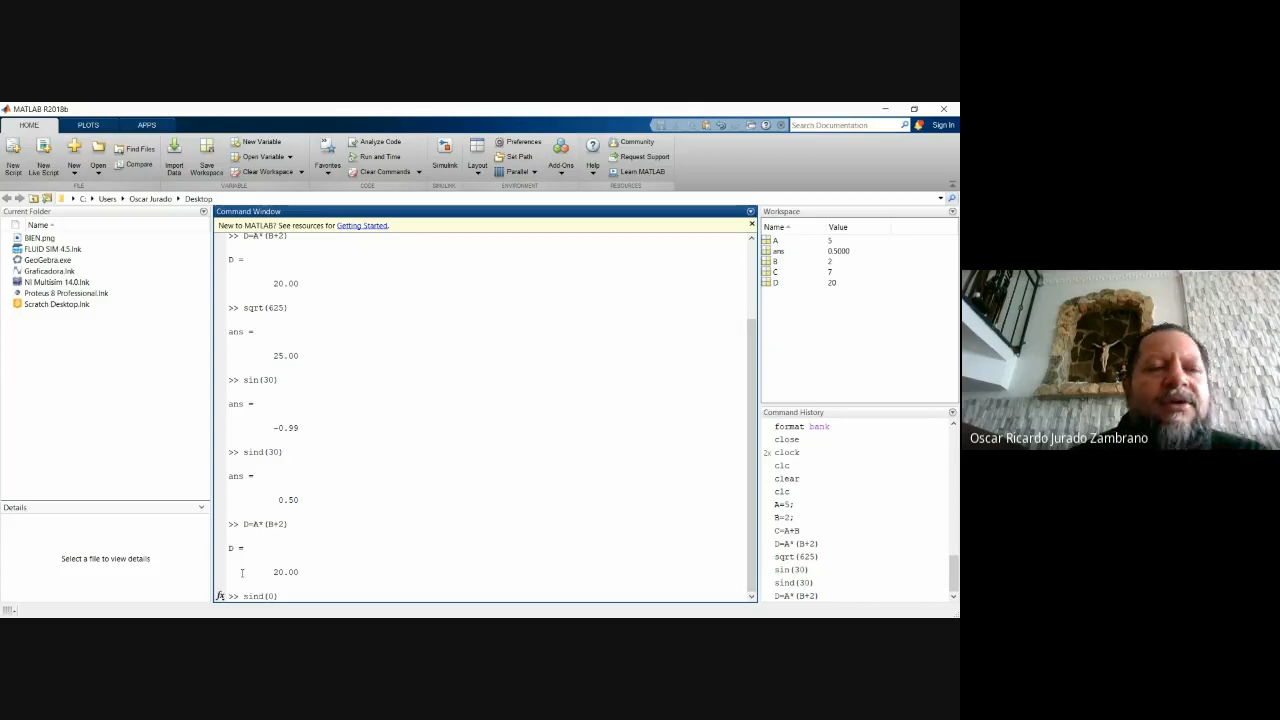 MATLAB R2018b
HOME PLOTS APPS
Search Documentation Sign In
New Script New Live Script New Open Find Files Compare
Import Data Save Workspace New Variable Open Variable Clear Workspace
Favorites Analyze Code Run and Time Clear Commands
Simulink Layout Preferences Set Path Parallel Add-Ons
Help Community Request Support Learn MATLAB
FILE VARIABLE CODE SIMULINK ENVIRONMENT RESOURCES
C: Users Oscar Jurado Desktop
Current Folder
Name
BIEN.png
FLUID SIM 4.5.lnk
GeoGebra.exe
Graficadora.lnk
NI Multisim 14.0.lnk
Proteus 8 Professional.lnk
Scratch Desktop.lnk
Details
Select a file to view details
Command Window
New to MATLAB? See resources for Getting Started.
>> D=A*(B+2)
D =
20.00
>> sqrt(625)
ans =
25.00
>> sin(30)
ans =
-0.99
>> sind(30)
ans =
0.50
>> D=A*(B+2)
D =
20.00
fx >> sind(0)
Workspace
Name Value
A 5
ans 0.5000
B 2
C 7
D 20
Command History
format bank
close
2x clock
clc
clear
clc
A=5;
B=2;
C=A+B
D=A*(B+2)
sqrt(625)
sin(30)
sind(30)
D=A*(B+2)
Oscar Ricardo Jurado Zambrano